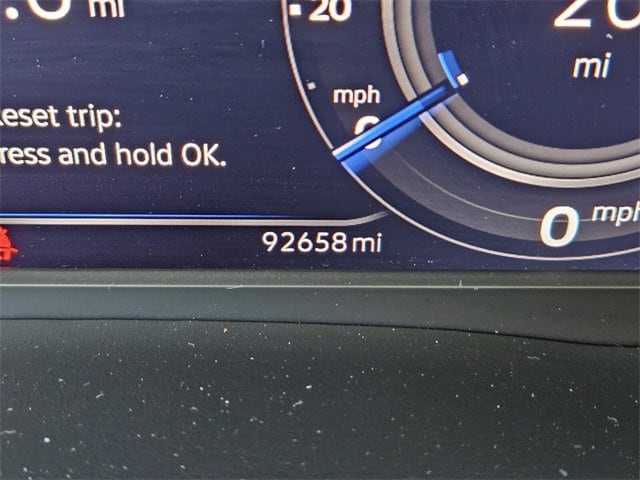 mi
20
mi
mph
eset trip:
ress and hold OK.
0 mph
92658 mi